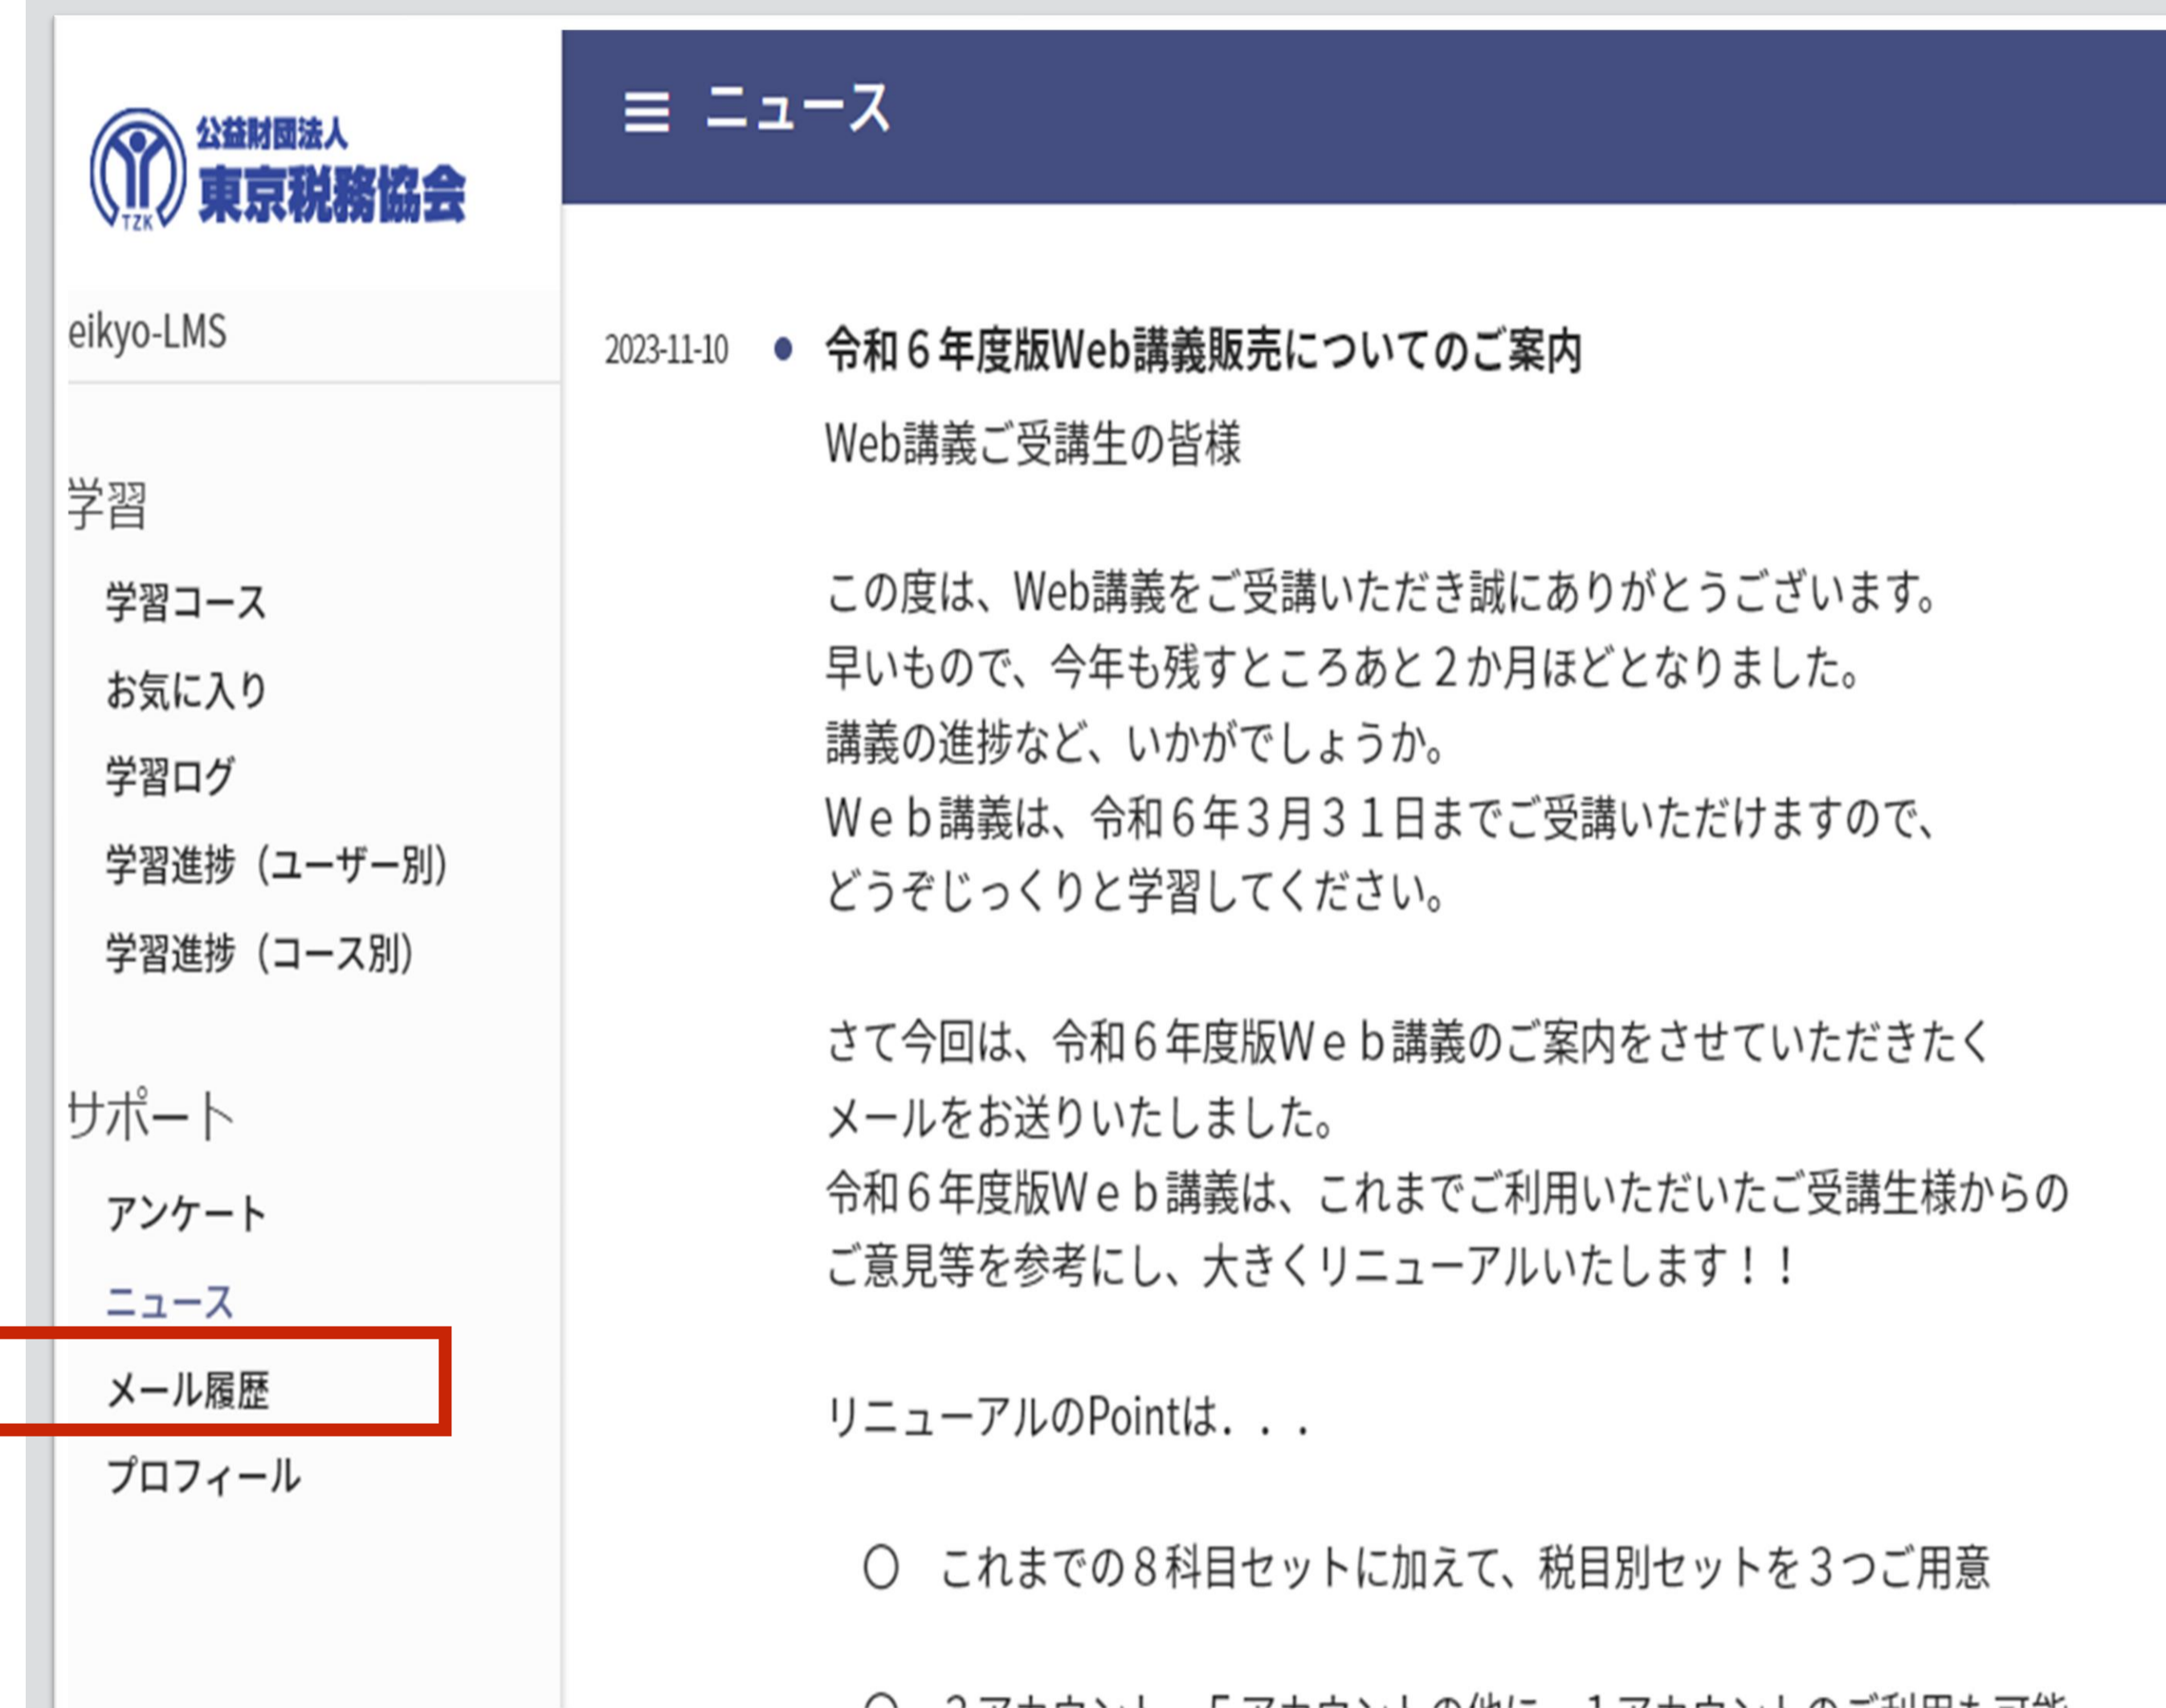 公益財団法人
東京税務協会
TZK
eikyo-LMS
学習
学習コース
お気に入り
学習ログ
学習進捗（ユーザー別）
学習進捗（コース別）
サポート
アンケート
ニュース
メール履歴
プロフィール
ニュース
2023-11-10 ● 令和６年度版Web講義販売についてのご案内
Web講義ご受講生の皆様
この度は、Web講義をご受講いただき誠にありがとうございます。
早いもので、今年も残すところあと２か月ほどとなりました。
講義の進捗など、いかがでしょうか。
Ｗｅｂ講義は、令和６年３月３１日までご受講いただけますので、
どうぞじっくりと学習してください。
さて今回は、令和６年度版Ｗｅｂ講義のご案内をさせていただきたく
メールをお送りいたしました。
令和６年度版Ｗｅｂ講義は、これまでご利用いただいたご受講生様からの
ご意見等を参考にし、大きくリニューアルいたします！！
リニューアルのPointは．．．
○　これまでの８科目セットに加えて、税目別セットを３つご用意